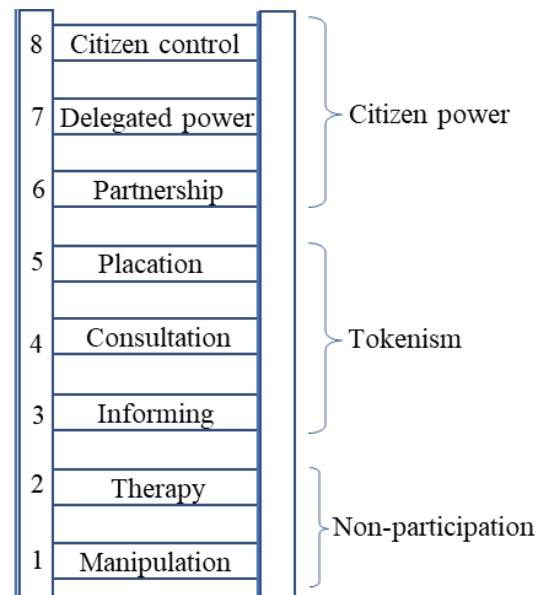 8 Citizen control
7 Delegated power
Citizen power
6 Partnership
5 Placation
4 Consultation
Tokenism
3 Informing
2 Therapy
Non-participation
1 Manipulation